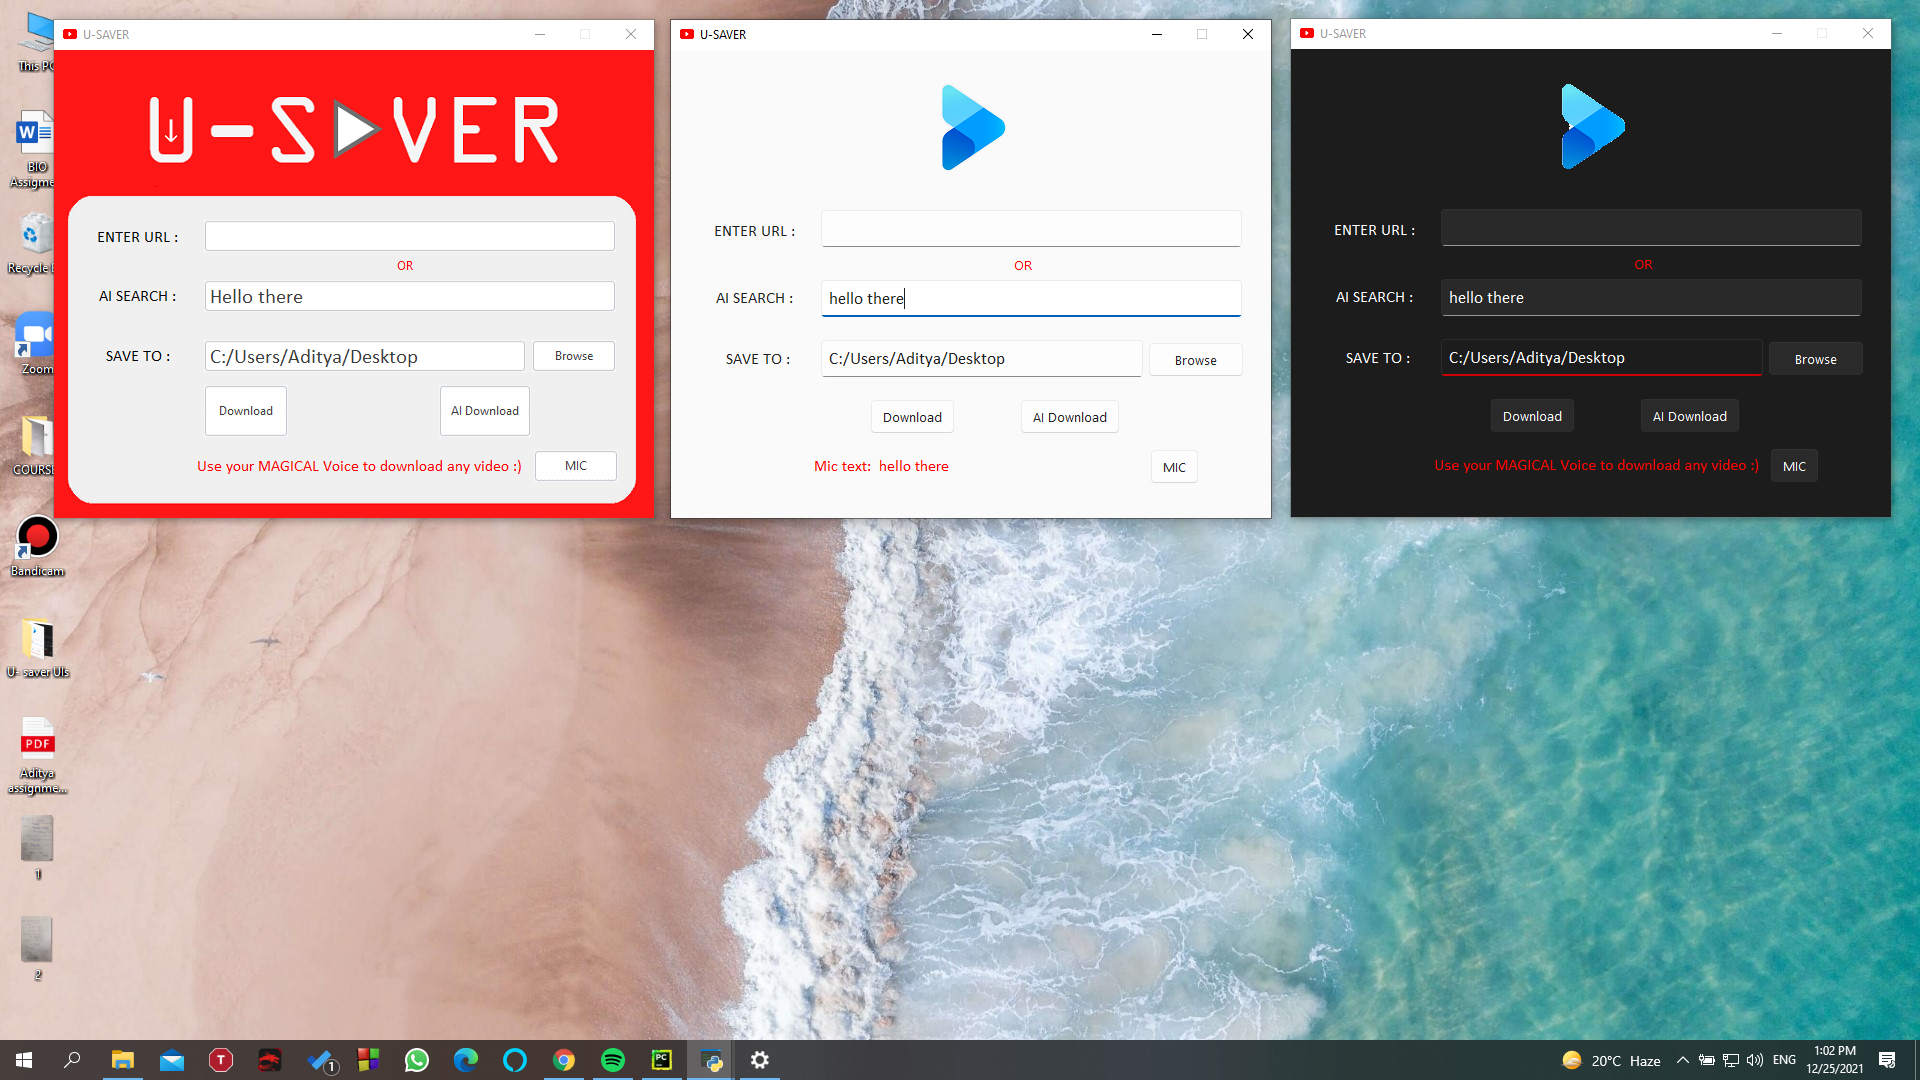 This PC
BIO
Assignme
Recycle B
Zoom
COURSE
Bandicam
U- saver UIs
PDF
Aditya
assignme...
1
2
U-SAVER
U-SVER
ENTER URL :
OR
AI SEARCH :
Hello there
SAVE TO :
C:/Users/Aditya/Desktop
Browse
Download
AI Download
Use your MAGICAL Voice to download any video :)
MIC
U-SAVER
ENTER URL :
OR
AI SEARCH :
hello there
SAVE TO :
C:/Users/Aditya/Desktop
Browse
Download
AI Download
Mic text: hello there
MIC
U-SAVER
ENTER URL :
OR
AI SEARCH :
hello there
SAVE TO :
C:/Users/Aditya/Desktop
Browse
Download
AI Download
Use your MAGICAL Voice to download any video :)
MIC
T
1
PC
20°C Haze
ENG
1:02 PM
12/25/2021